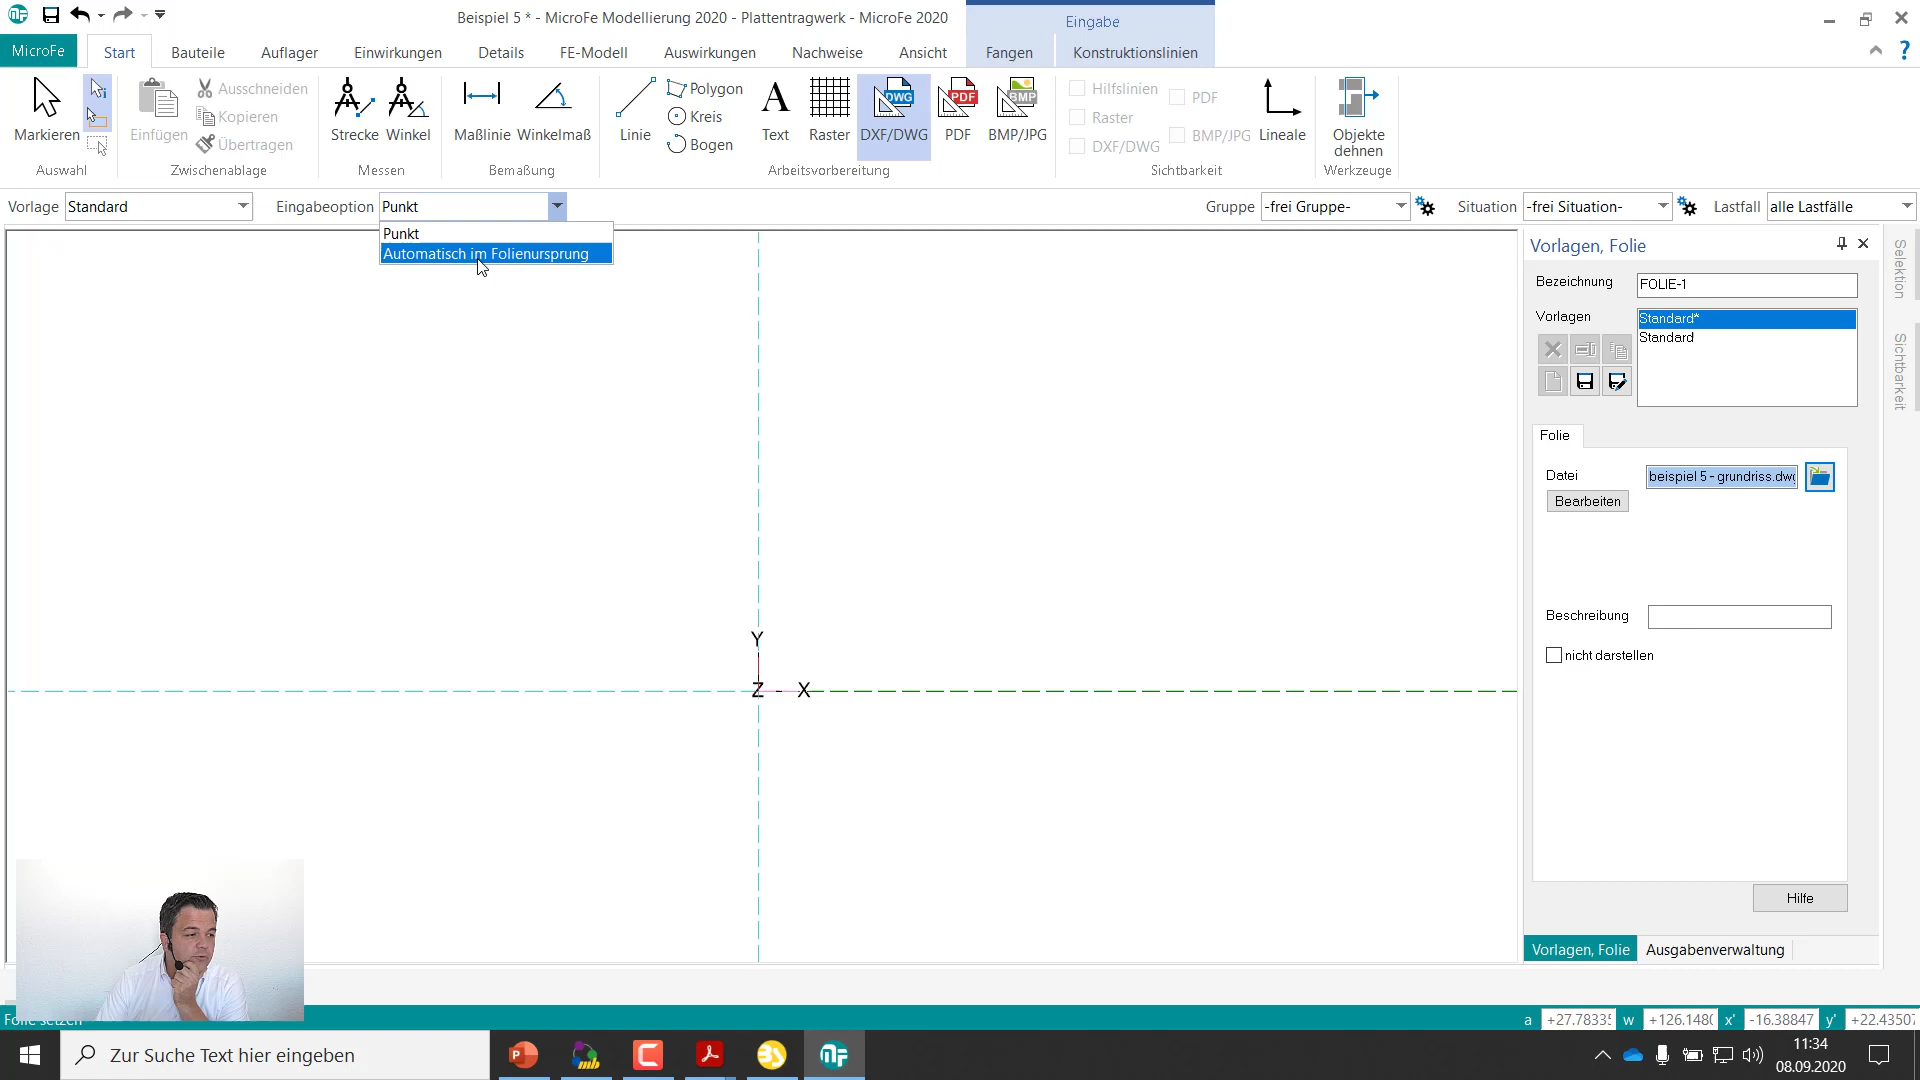 Beispiel 5 * - MicroFe Modellierung 2020 - Plattentragwerk - MicroFe 2020
Eingabe
MicroFe
Start
Bauteile
Auflager
Einwirkungen
Details
FE-Modell
Auswirkungen
Nachweise
Ansicht
Fangen
Konstruktionslinien
?
Markieren
Auswahl
Einfügen
Ausschneiden
Kopieren
Übertragen
Zwischenablage
Strecke
Winkel
Messen
Maßlinie
Winkelmaß
Bemaßung
Linie
Polygon
Kreis
Bogen
A
Text
Raster
DWG
DXF/DWG
PDF
PDF
BMP
BMP/JPG
Arbeitsvorbereitung
Hilfslinien
Raster
DXF/DWG
PDF
BMP/JPG
Lineale
Sichtbarkeit
Objekte
dehnen
Werkzeuge
Vorlage
Standard
Eingabeoption
Punkt
Gruppe
-frei Gruppe-
Situation
-frei Situation-
Lastfall
alle Lastfälle
Punkt
Automatisch im Folienursprung
Y
Z
X
Vorlagen, Folie
Bezeichnung
FOLIE-1
Vorlagen
Standard*
Standard
Folie
Datei
beispiel 5 - grundriss.dw
Bearbeiten
Beschreibung
nicht darstellen
Hilfe
Vorlagen, Folie
Ausgabenverwaltung
Selektion
Sichtbarkeit
Folie setzen
a
+27.7833
w
+126.148
x'
-16.38847
y'
+22.43507
Zur Suche Text hier eingeben
11:34
08.09.2020